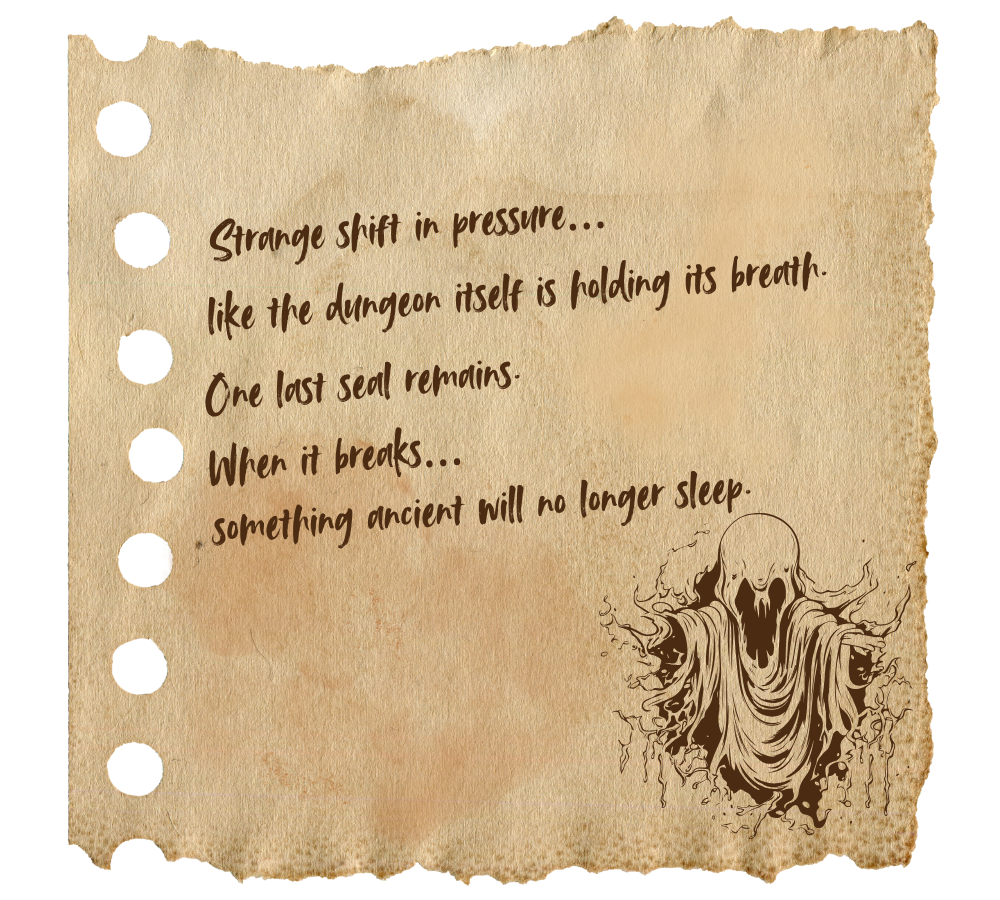 Strange shift in pressure...
like the dungeon itself is holding its breath.
One last seal remains.
When it breaks...
something ancient will no longer sleep.